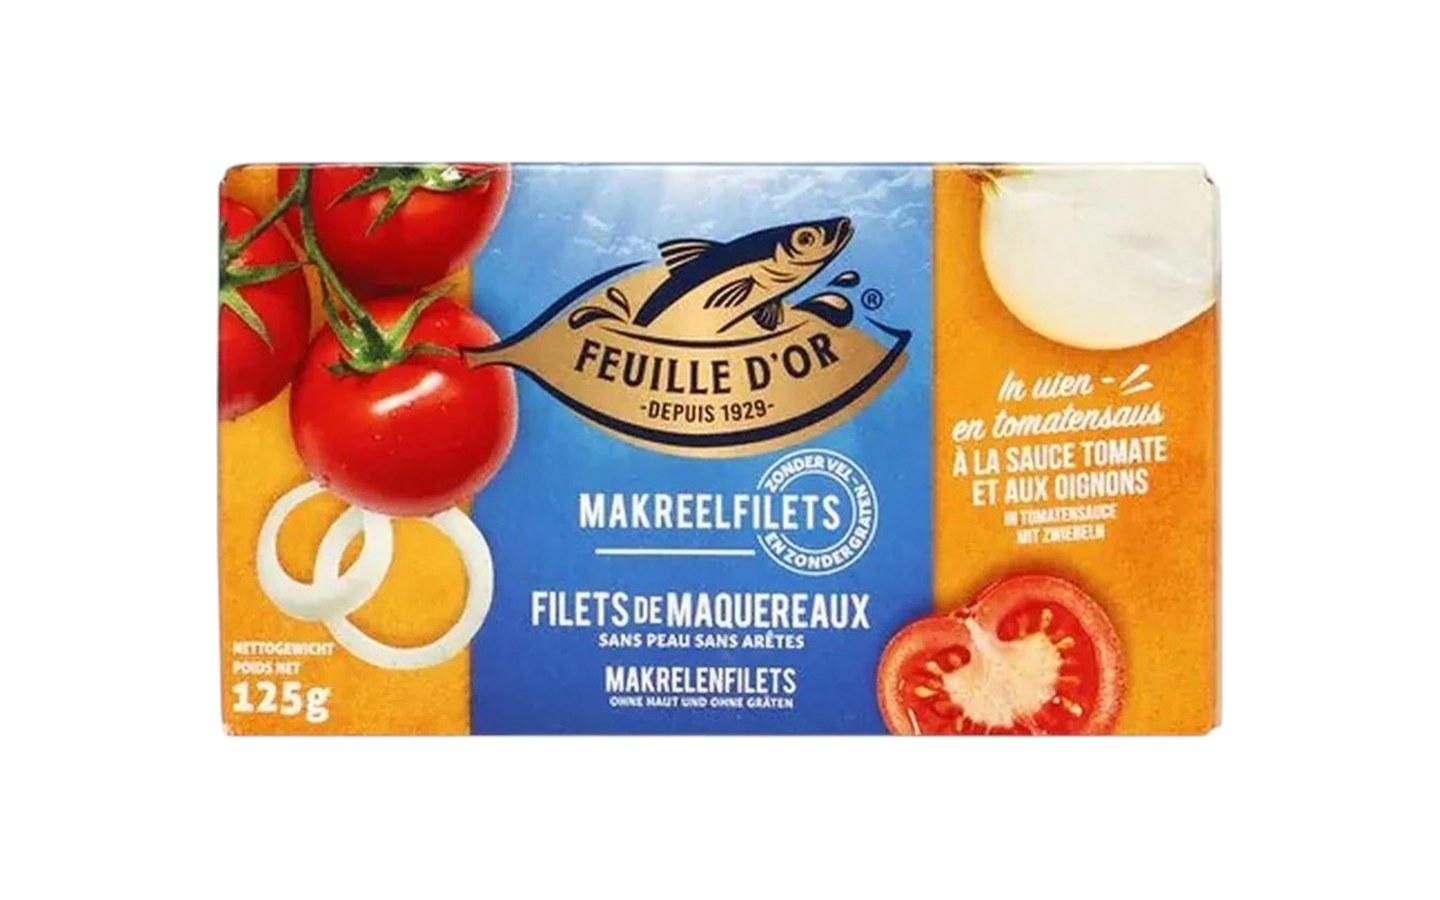 FEUILLE D'OR
®
-DEPUIS 1929-
MAKREELFILETS
ZONDER VEL -
EN ZONDER GRATEN-
FILETS DE MAQUEREAUX
SANS PEAU SANS ARÊTES
MAKRELENFILETS
OHNE HAUT UND OHNE GRÄTEN
In uien -
en tomatensaus
À LA SAUCE TOMATE
ET AUX OIGNONS
IN TOMATENSAUCE
MIT ZWIEBELN
NETTOGEWICHT
POIDS NET
125g